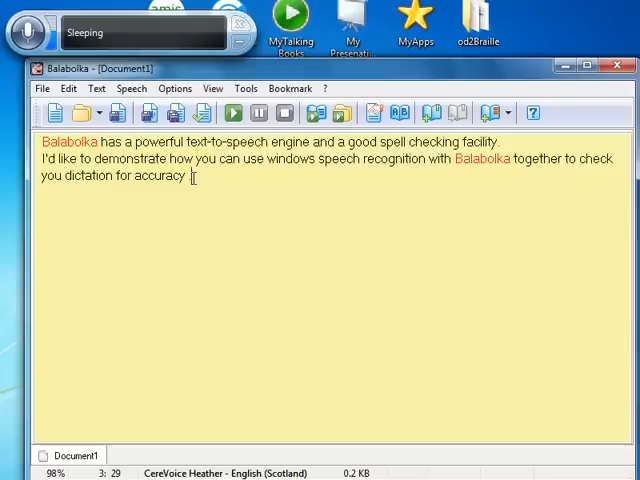 amis
Sleeping
MyTalking Books
My Presenati...
MyApps
od2Braille
Balabolka - [Document1]
File Edit Text Speech Options View Tools Bookmark ?
Balabolka has a powerful text-to-speech engine and a good spell checking facility.
I'd like to demonstrate how you can use windows speech recognition with Balabolka together to check
you dictation for accuracy .
Document1
98% 3: 29 CereVoice Heather - English (Scotland) 0.2 KB